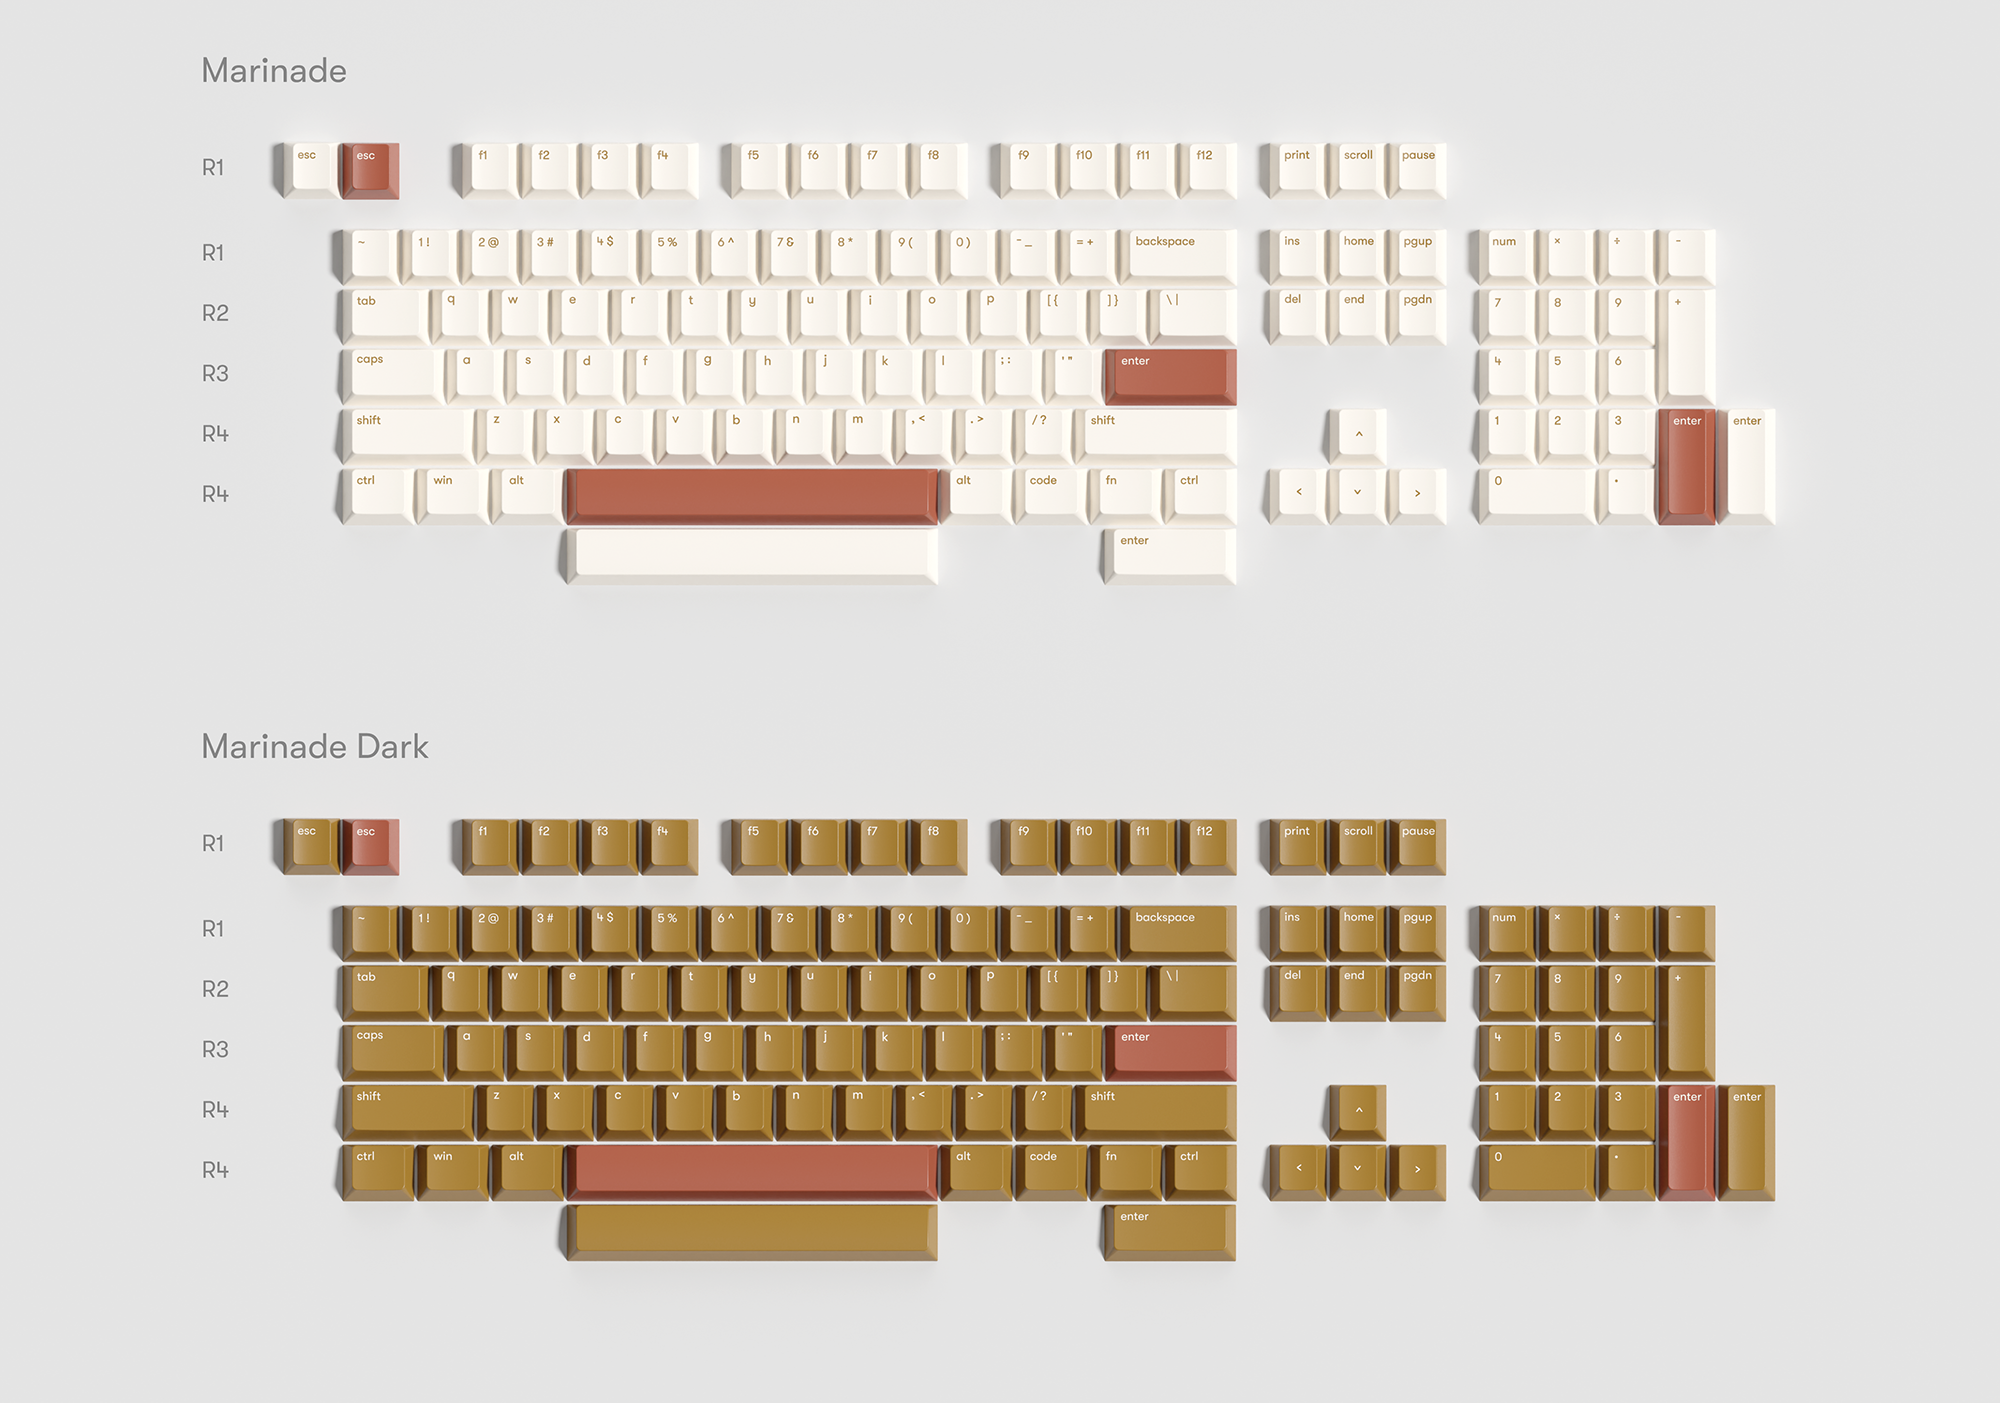 Marinade
R1 esc esc f1 f2 f3 f4 f5 f6 f7 f8 f9 f10 f11 f12 print scroll pause
R1 ~ 1 ! 2 @ 3 # 4 $ 5 % 6 ^ 7 & 8 * 9 ( 0 ) - _ = + backspace ins home pgup num × ÷ -
R2 tab q w e r t y u i o p [ { ] } \ | del end pgdn 7 8 9 +
R3 caps a s d f g h j k l ; : ' " enter 4 5 6
R4 shift z x c v b n m , < . > / ? shift ^ 1 2 3 enter enter
R4 ctrl win alt alt code fn ctrl < v > 0 .
enter
Marinade Dark
R1 esc esc f1 f2 f3 f4 f5 f6 f7 f8 f9 f10 f11 f12 print scroll pause
R1 ~ 1 ! 2 @ 3 # 4 $ 5 % 6 ^ 7 & 8 * 9 ( 0 ) - _ = + backspace ins home pgup num × ÷ -
R2 tab q w e r t y u i o p [ { ] } \ | del end pgdn 7 8 9 +
R3 caps a s d f g h j k l ; : ' " enter 4 5 6
R4 shift z x c v b n m , < . > / ? shift ^ 1 2 3 enter enter
R4 ctrl win alt alt code fn ctrl < v > 0 .
enter